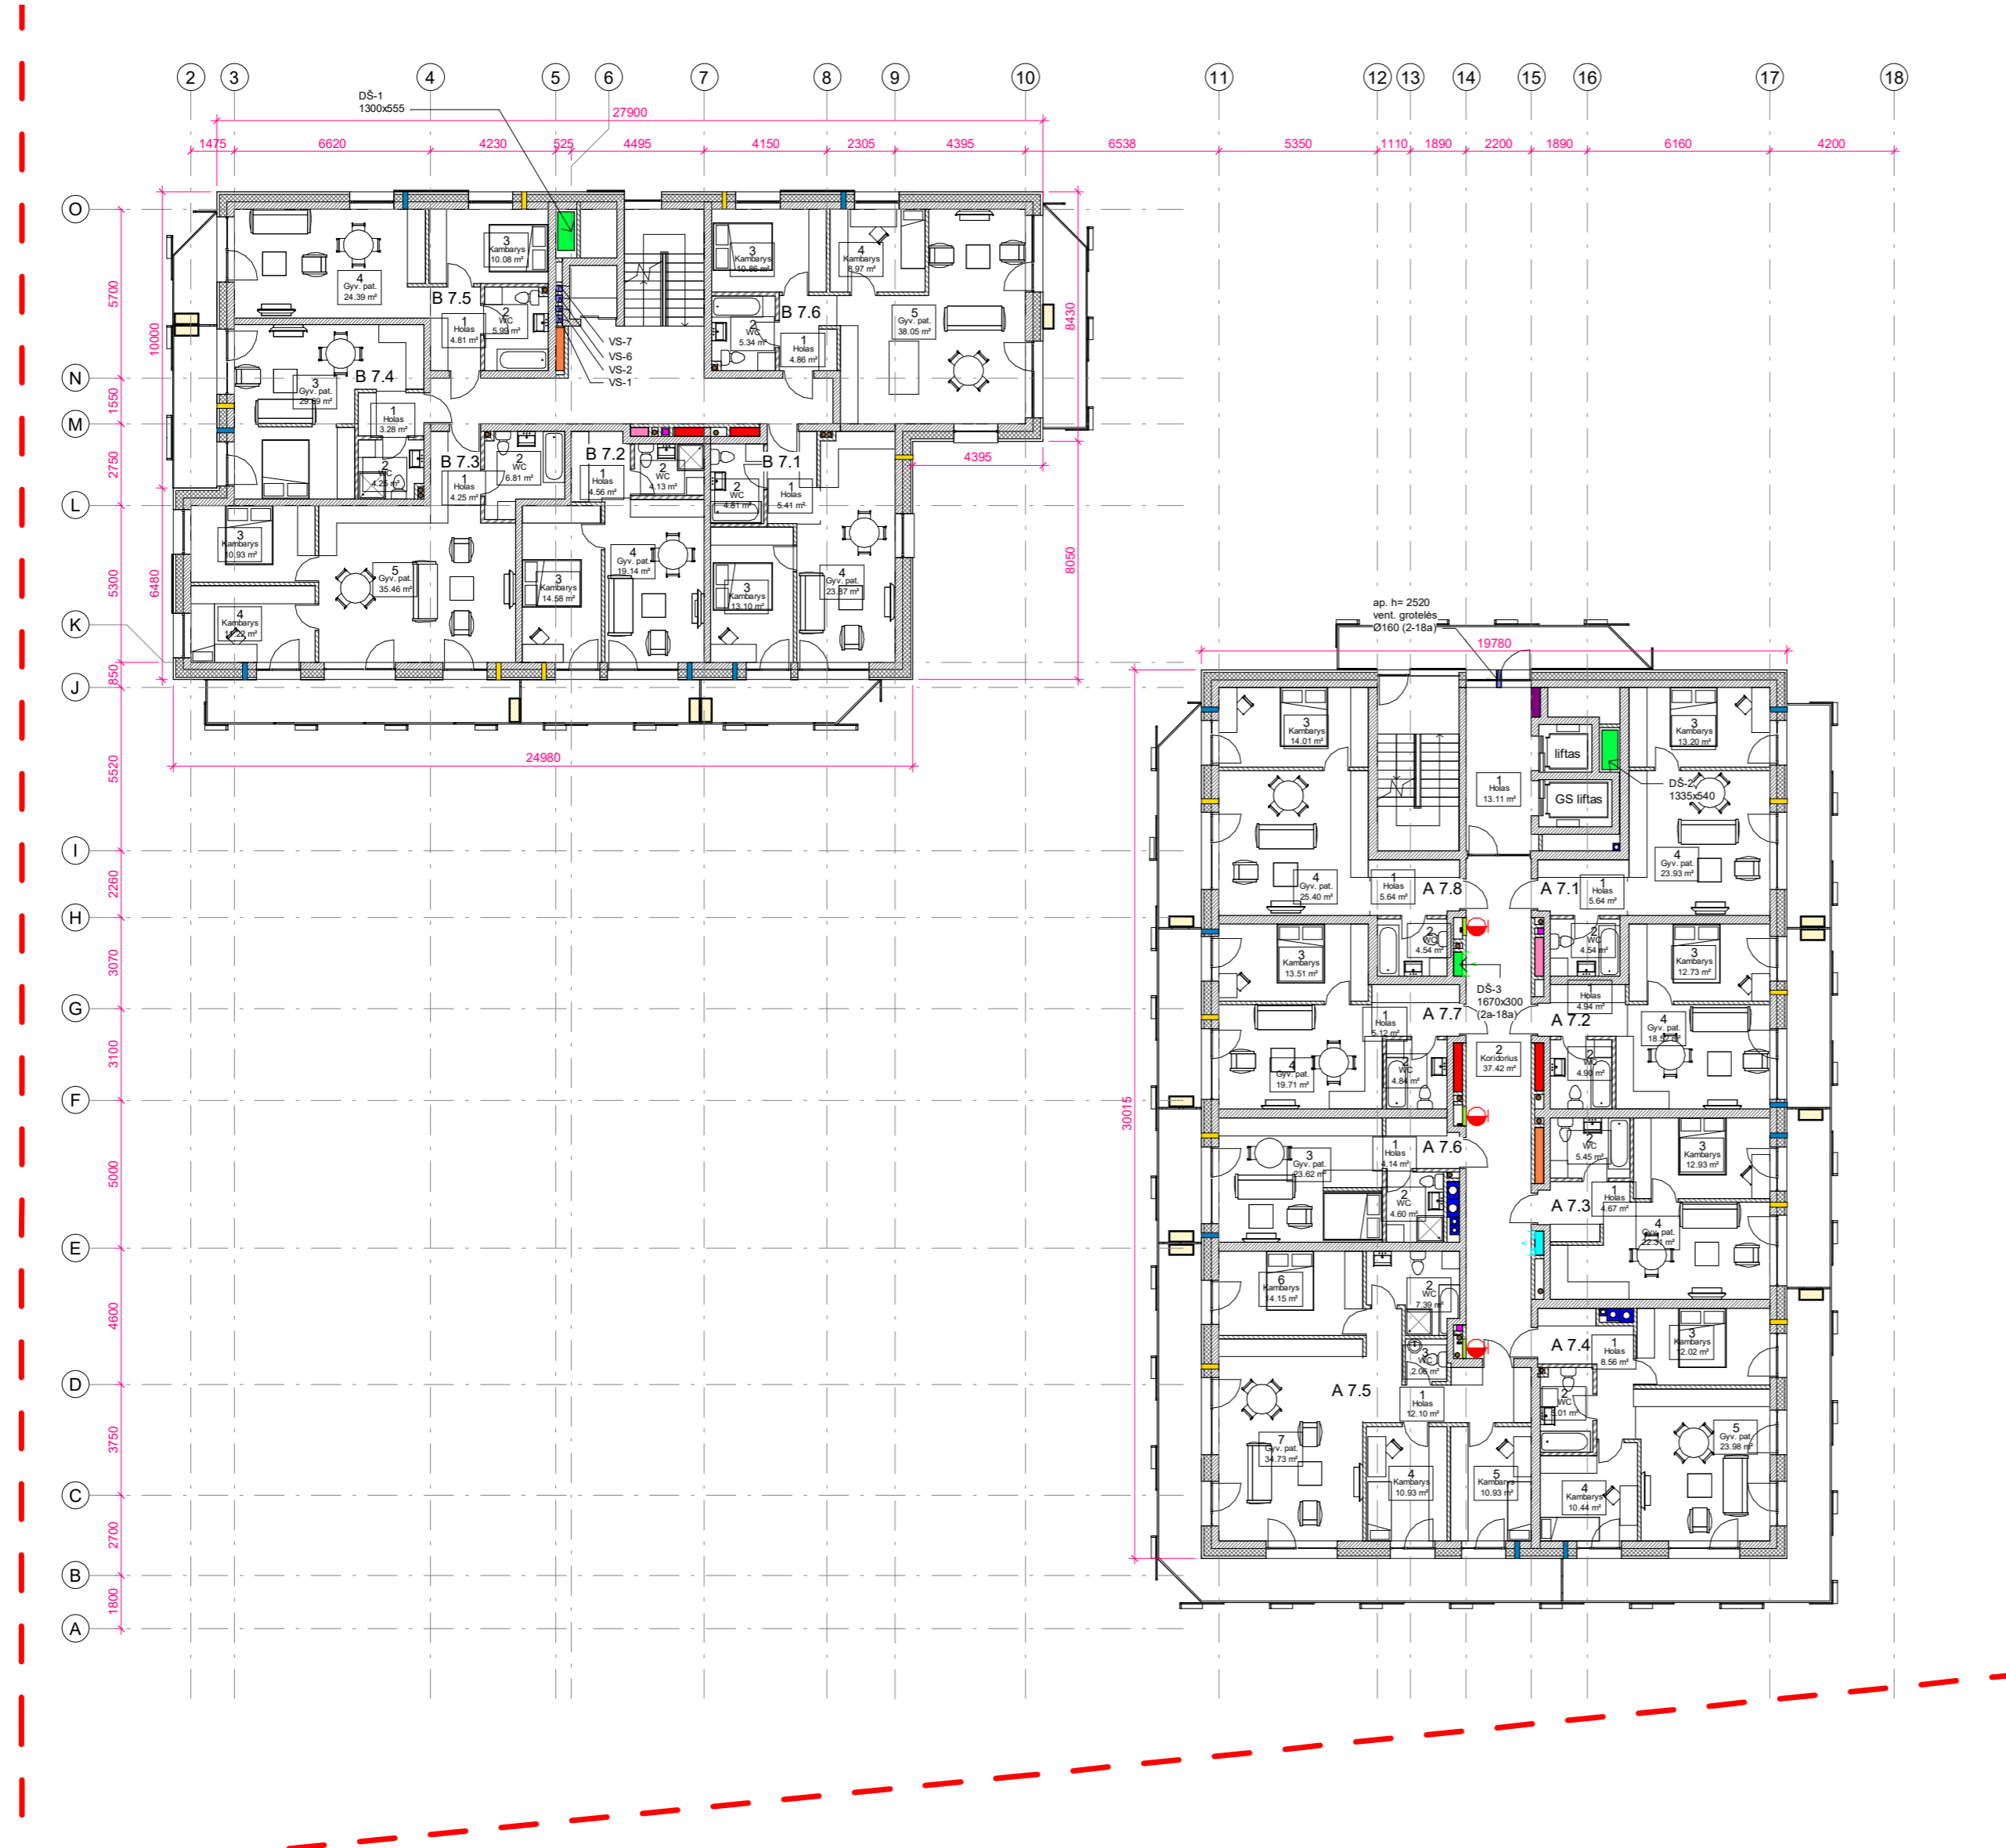 2 3 4 5 6 7 8 9 10 11 12 13 14 15 16 17 18
DŠ-1
1300x555
27900
1475 6620 4230 525 4495 4150 2305 4395 6538 5350 1110 1890 2200 1890 6160 4200
O
N
M
L
K
J
I
H
G
F
E
D
C
B
A
5700
1550
2750
5300
850
5520
2260
3070
3100
5000
4600
3750
2700
1800
10000
6480
8430
4395
8050
24980
B 7.5
4
Gyv. pat.
24.39 m²
3
Kambarys
10.08 m²
2
WC
5.99 m²
1
Holas
4.81 m²
VS-7
VS-6
VS-2
VS-1
B 7.6
3
Kambarys
10.86 m²
4
Kambarys
8.97 m²
5
Gyv. pat.
38.05 m²
2
WC
5.34 m²
1
Holas
4.86 m²
B 7.4
3
Gyv. pat.
1
Holas
3.28 m²
2
WC
4.25 m²
B 7.3
1
Holas
4.25 m²
2
WC
6.81 m²
3
Kambarys
10.93 m²
4
Kambarys
5
Gyv. pat.
35.46 m²
B 7.2
1
Holas
4.56 m²
2
WC
4.13 m²
3
Kambarys
14.58 m²
4
Gyv. pat.
19.14 m²
B 7.1
2
WC
4.81 m²
1
Holas
5.41 m²
3
Kambarys
13.10 m²
4
Gyv. pat.
23.87 m²
ap. h= 2520
vent. grotelės
Ø160 (2-18a)
19780
30015
3
Kambarys
14.01 m²
4
Gyv. pat.
25.40 m²
1
Holas
5.64 m²
A 7.8
2
WC
4.54 m²
1
Holas
13.11 m²
liftas
GS liftas
DŠ-2
1335x540
3
Kambarys
13.20 m²
4
Gyv. pat.
23.93 m²
A 7.1
1
Holas
5.64 m²
2
WC
4.54 m²
3
Kambarys
13.51 m²
A 7.7
1
Holas
5.12 m²
4
Gyv. pat.
19.71 m²
2
WC
4.84 m²
DŠ-3
1670x300
(2a-18a)
2
Koridorius
37.42 m²
3
Kambarys
12.73 m²
1
Holas
4.94 m²
A 7.2
4
Gyv. pat.
2
WC
4.90 m²
A 7.6
3
Gyv. pat.
23.62 m²
1
Holas
4.14 m²
2
WC
4.60 m²
2
WC
5.45 m²
3
Kambarys
12.93 m²
A 7.3
1
Holas
4.67 m²
4
Gyv. pat.
22.31 m²
6
Kambarys
14.15 m²
2
WC
7.39 m²
3
WC
2.06 m²
A 7.5
1
Holas
12.10 m²
7
Gyv. pat.
34.73 m²
4
Kambarys
10.93 m²
5
Kambarys
10.93 m²
A 7.4
1
Holas
8.56 m²
3
Kambarys
12.02 m²
2
WC
4
Kambarys
10.44 m²
5
Gyv. pat.
23.98 m²